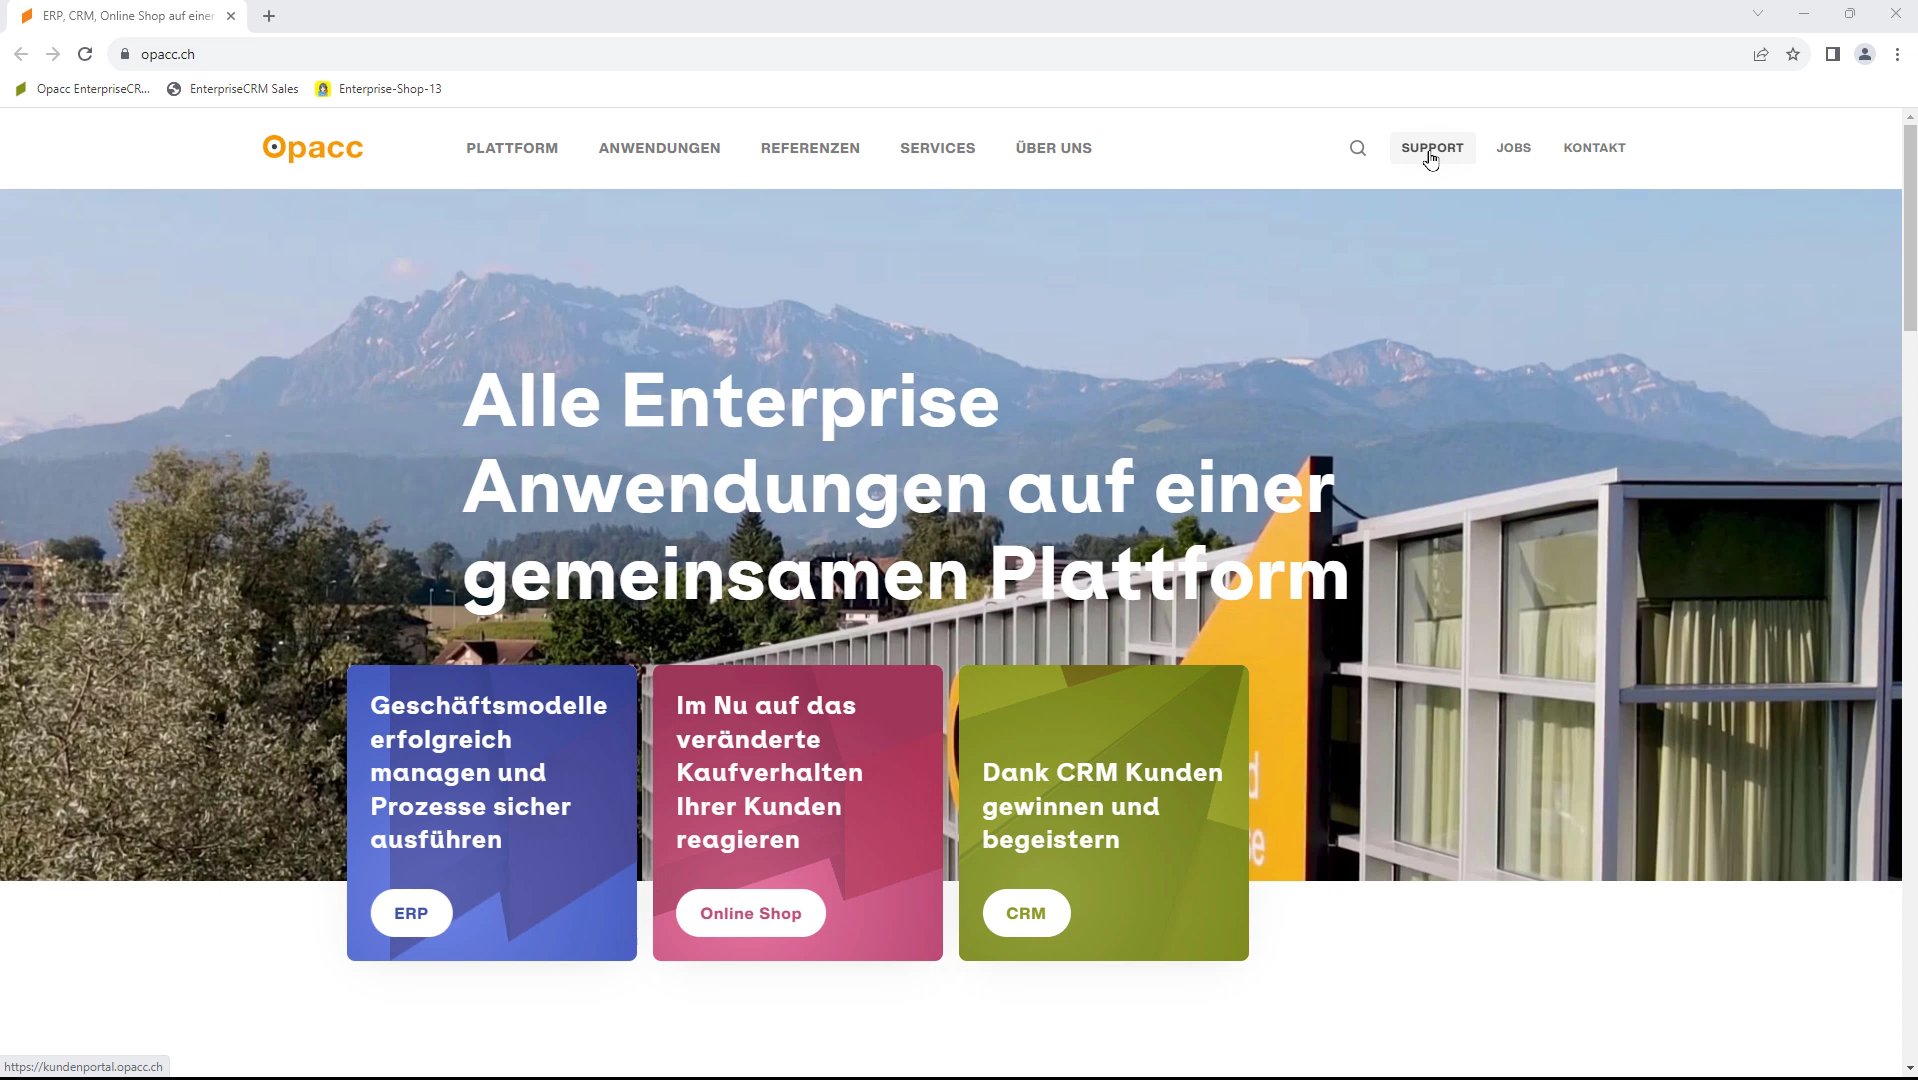 ERP, CRM, Online Shop auf einer
opacc.ch
Opacc EnterpriseCR...
EnterpriseCRM Sales
Enterprise-Shop-13
Opacc
PLATTFORM
ANWENDUNGEN
REFERENZEN
SERVICES
ÜBER UNS
SUPPORT
JOBS
KONTAKT
Alle Enterprise
Anwendungen auf einer
gemeinsamen Plattform
Geschäftsmodelle
erfolgreich
managen und
Prozesse sicher
ausführen
ERP
Im Nu auf das
veränderte
Kaufverhalten
Ihrer Kunden
reagieren
Online Shop
Dank CRM Kunden
gewinnen und
begeistern
CRM
https://kundenportal.opacc.ch